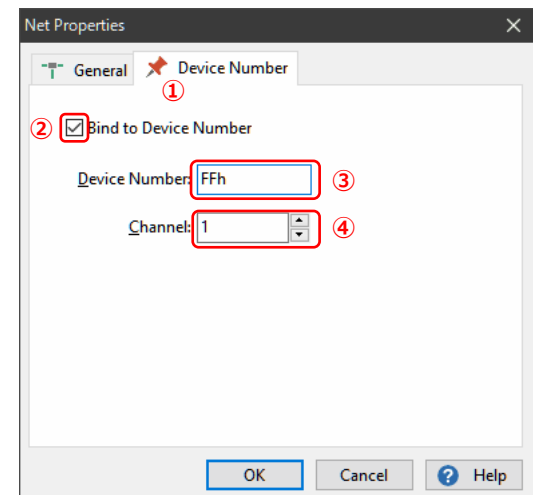 Net Properties
General Device Number
①
② Bind to Device Number
Device Number: FFh ③
Channel: 1 ④
OK Cancel ? Help